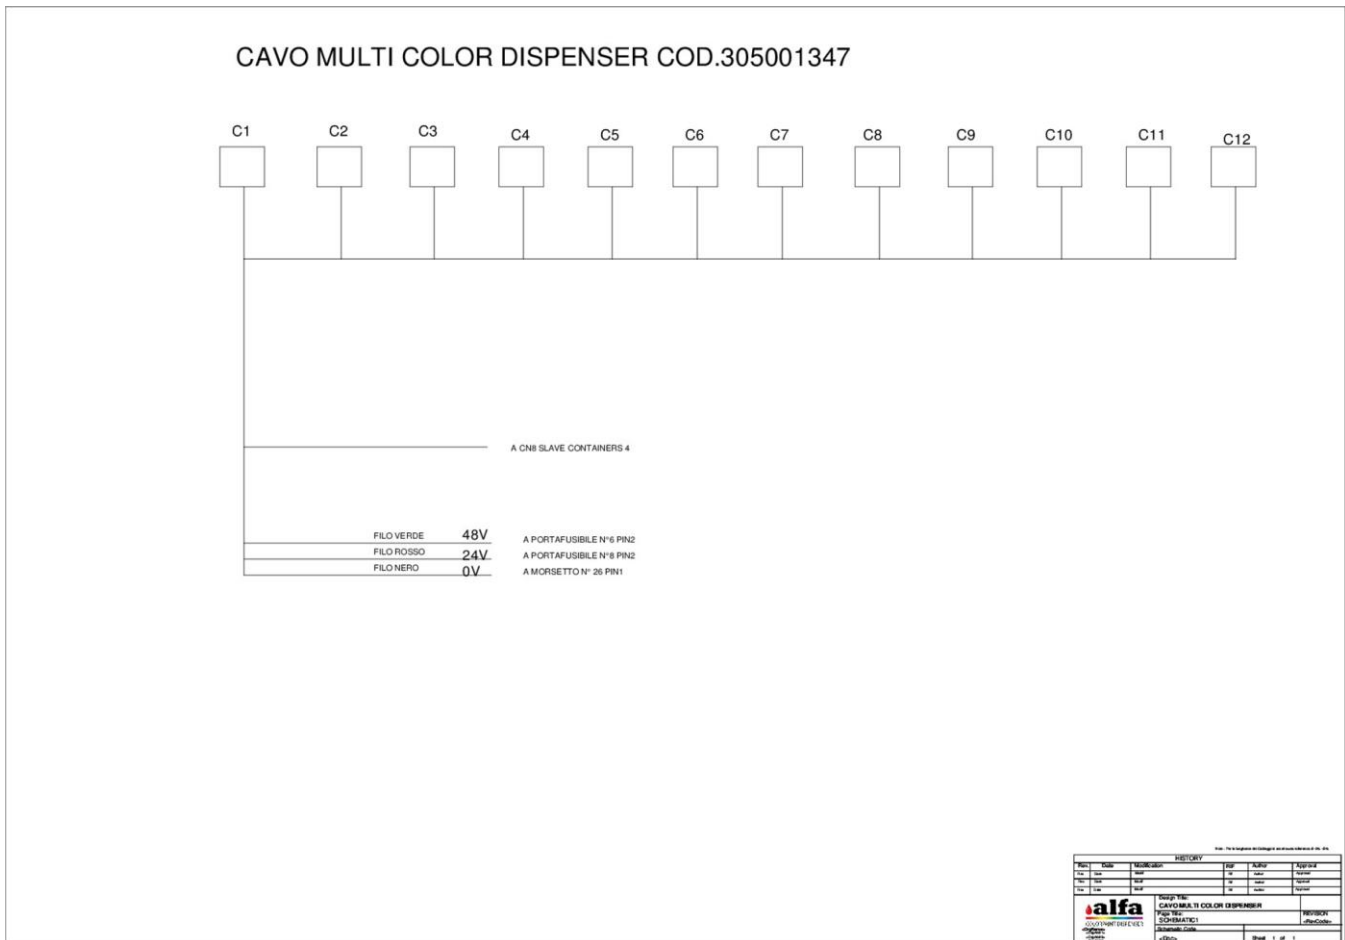 CAVO MULTI COLOR DISPENSER COD.305001347
C1 C2 C3 C4 C5 C6 C7 C8 C9 C10 C11 C12
A CN8 SLAVE CONTAINERS 4
FILO VERDE 48V A PORTAFUSIBILE N°6 PIN2
FILO ROSSO 24V A PORTAFUSIBILE N°8 PIN2
FILO NERO 0V A MORSETTO N° 26 PIN1
HISTORY
Rev. Date Modification Author Approval
alfa
Design Title:
CAVO MULTI COLOR DISPENSER
Page Title:
SCHEMATIC1
REVISION
<RevCode>
Schematic Code
<Doc>
Sheet 1 of 1